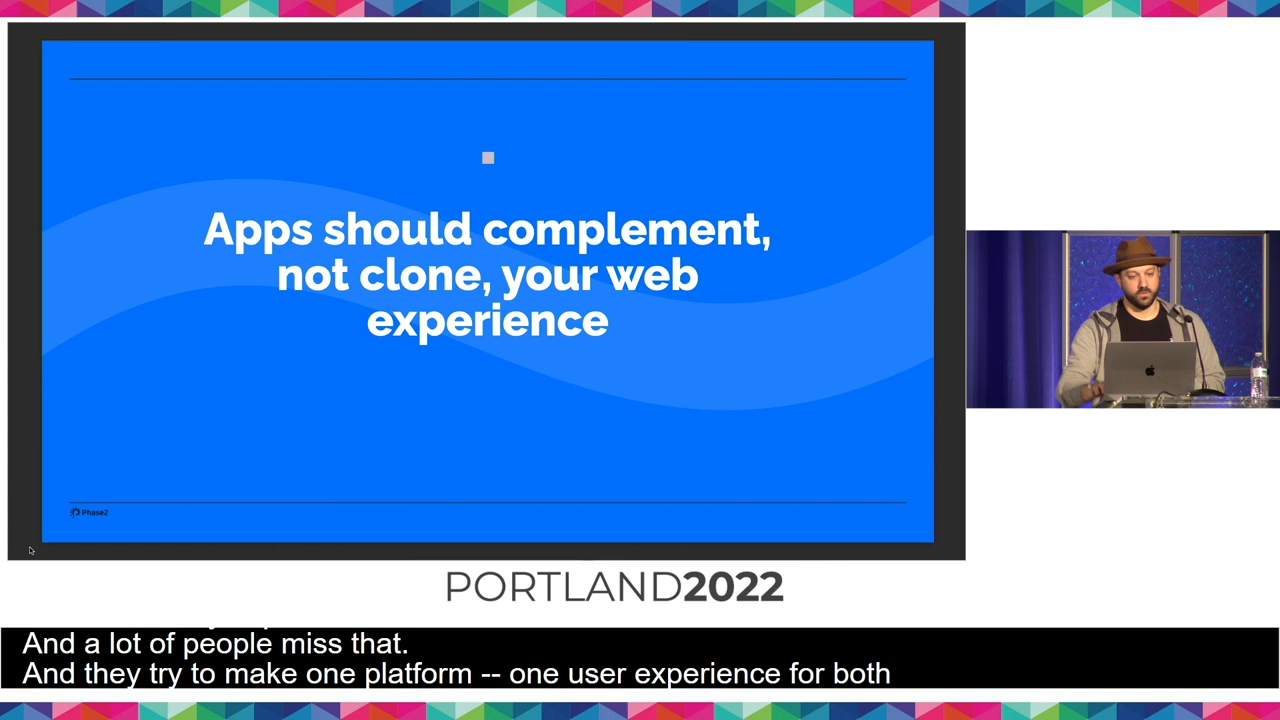 Apps should complement,
not clone, your web
experience
Phase2
PORTLAND2022
And a lot of people miss that.
And they try to make one platform -- one user experience for both